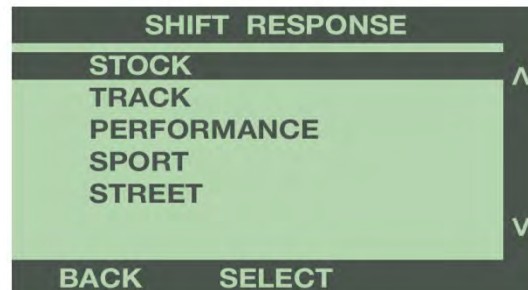 SHIFT RESPONSE
STOCK
TRACK
PERFORMANCE
SPORT
STREET
BACK SELECT